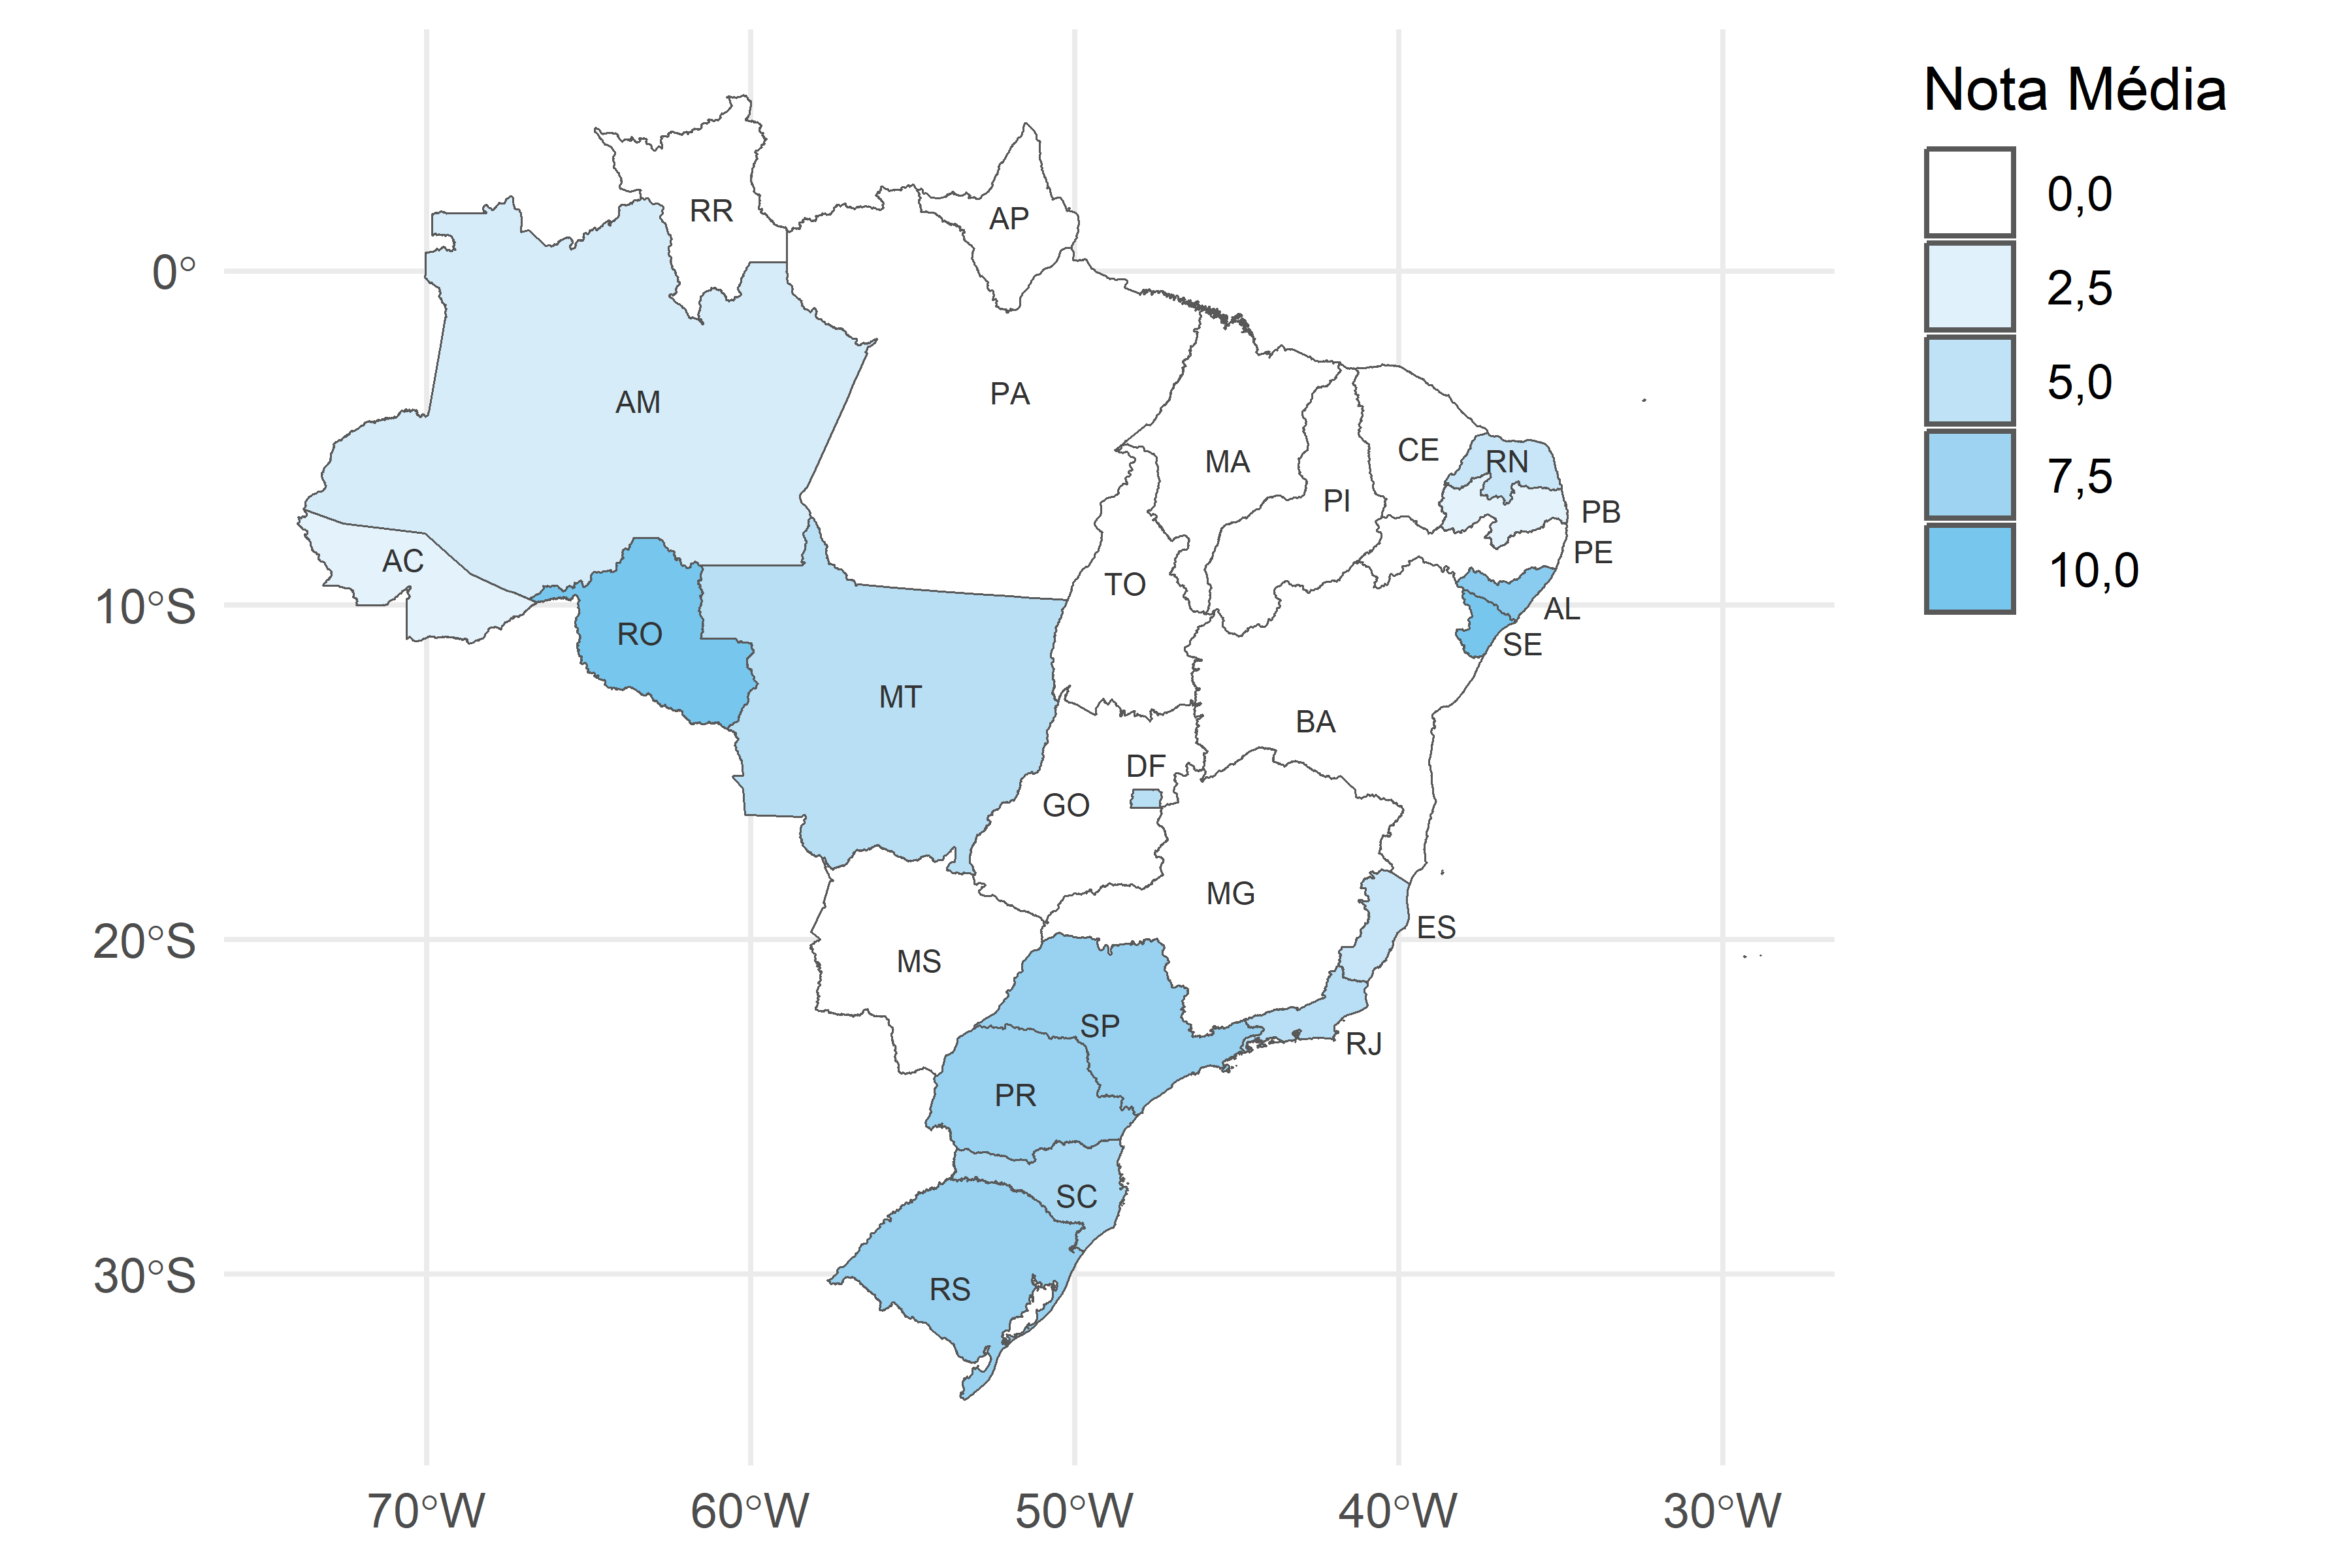 Nota Média
0,0
2,5
5,0
7,5
10,0
RR
AP
0°
AM
PA
CE
RN
MA
PI
PB
PE
AC
TO
10°S
AL
RO
SE
MT
BA
DF
GO
MG
ES
20°S
MS
SP
RJ
PR
SC
30°S
RS
70°W
60°W
50°W
40°W
30°W